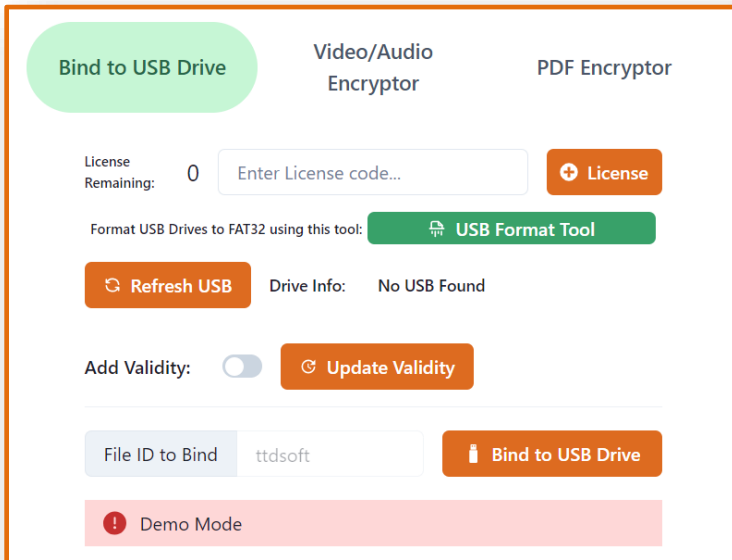 Bind to USB Drive
Video/Audio
Encryptor
PDF Encryptor
License
Remaining:
0
Enter License code...
License
Format USB Drives to FAT32 using this tool:
USB Format Tool
Refresh USB
Drive Info:
No USB Found
Add Validity:
Update Validity
File ID to Bind
ttdsoft
Bind to USB Drive
Demo Mode